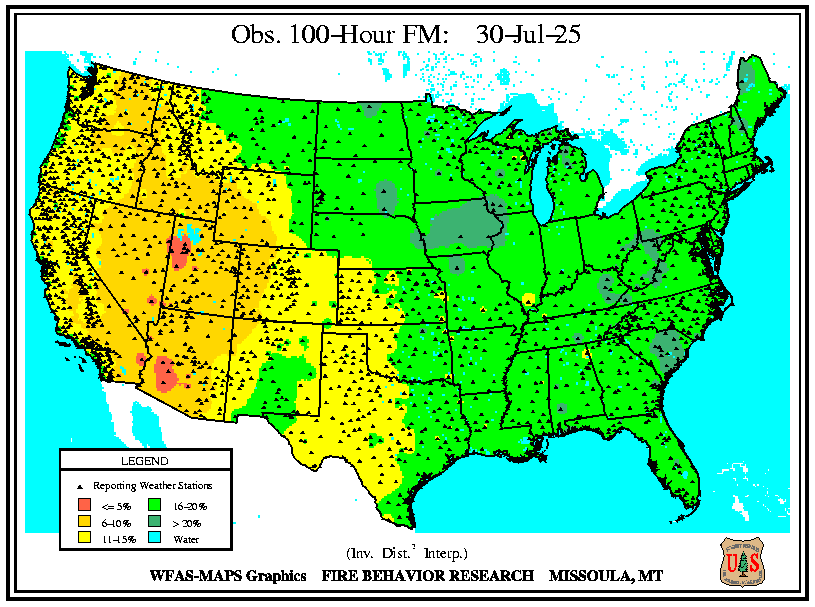 Obs. 100-Hour FM: 30-Jul-25
LEGEND
Reporting Weather Stations
<= 5% 16-20%
6-10% > 20%
11-15% Water
(Inv. Dist.² Interp.)
WFAS-MAPS Graphics FIRE BEHAVIOR RESEARCH MISSOULA, MT
U S